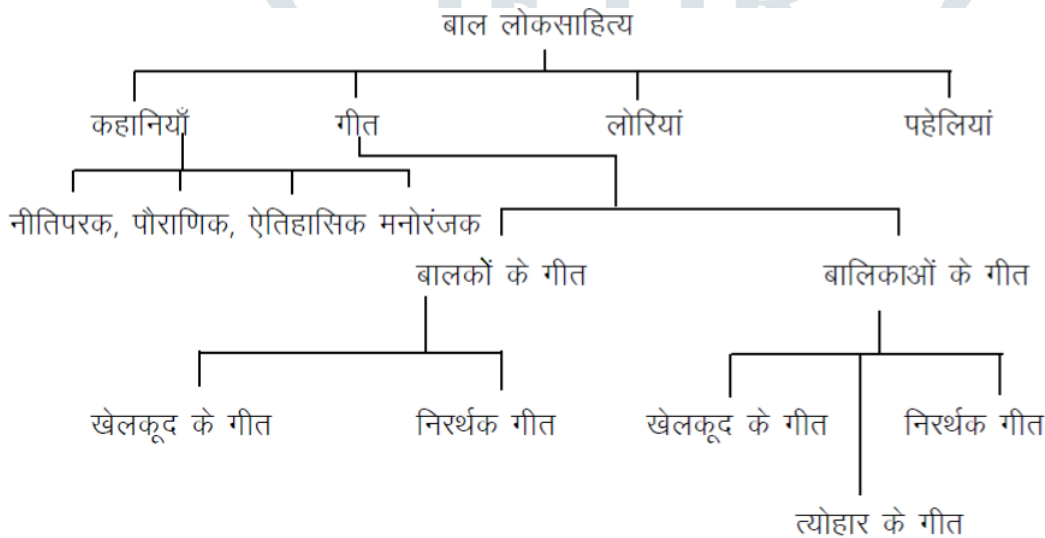 बाल लोकसाहित्य
कहानियाँ गीत लोरियां पहेलियां
नीतिपरक, पौराणिक, ऐतिहासिक मनोरंजक
बालकों के गीत बालिकाओं के गीत
खेलकूद के गीत निरर्थक गीत खेलकूद के गीत निरर्थक गीत
त्योहार के गीत